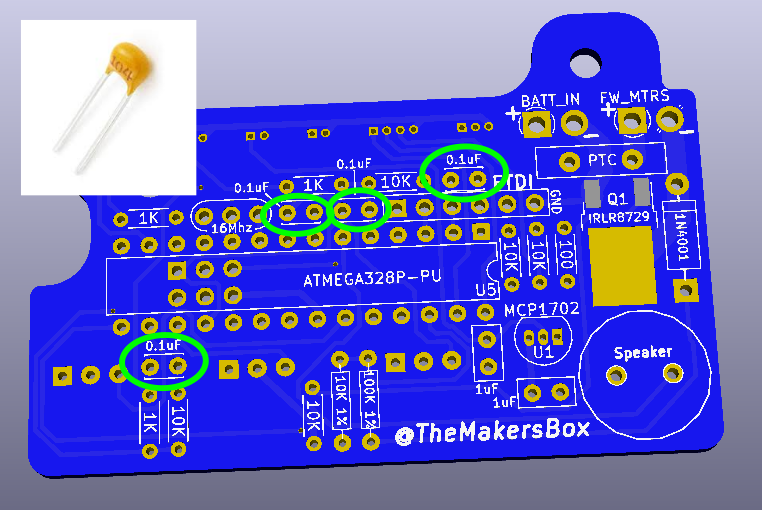 104
BATT_IN
FW_MTRS
+
+
0.1uF
0.1uF
PTC
0.1uF
1K
10K
FTDI
Q1
1K
16Mhz
GND
IRLR8729
10K
10K
100
1N4001
ATMEGA328P-PU
U5
MCP1702
U1
0.1uF
Speaker
1uF
1uF
1K
10K
10K
10K 1%
00K 1%
@TheMakersBox